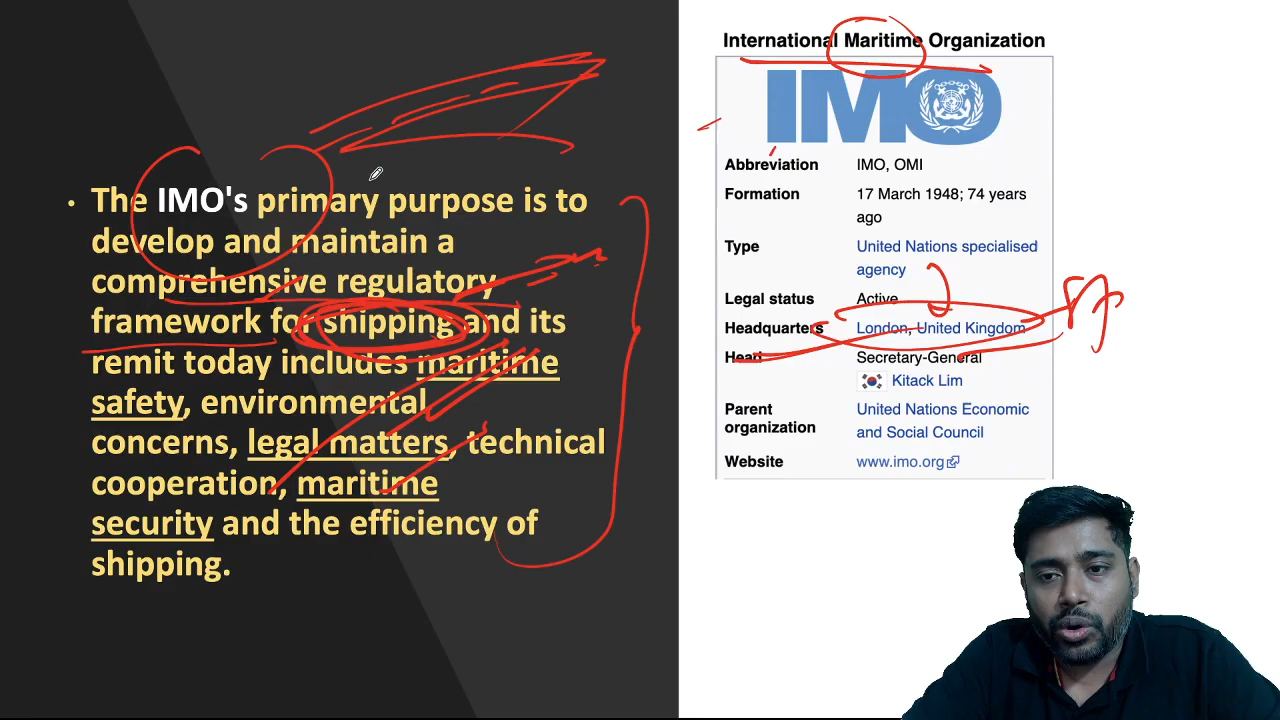 • The IMO's primary purpose is to
develop and maintain a
comprehensive regulatory
framework for shipping and its
remit today includes maritime
safety, environmental
concerns, legal matters, technical
cooperation, maritime
security and the efficiency of
shipping.
International Maritime Organization
IMO
Abbreviation IMO, OMI
Formation 17 March 1948; 74 years
ago
Type United Nations specialised
agency
Legal status Active
Headquarters London, United Kingdom
Head Secretary-General
Kitack Lim
Parent organization United Nations Economic
and Social Council
Website www.imo.org